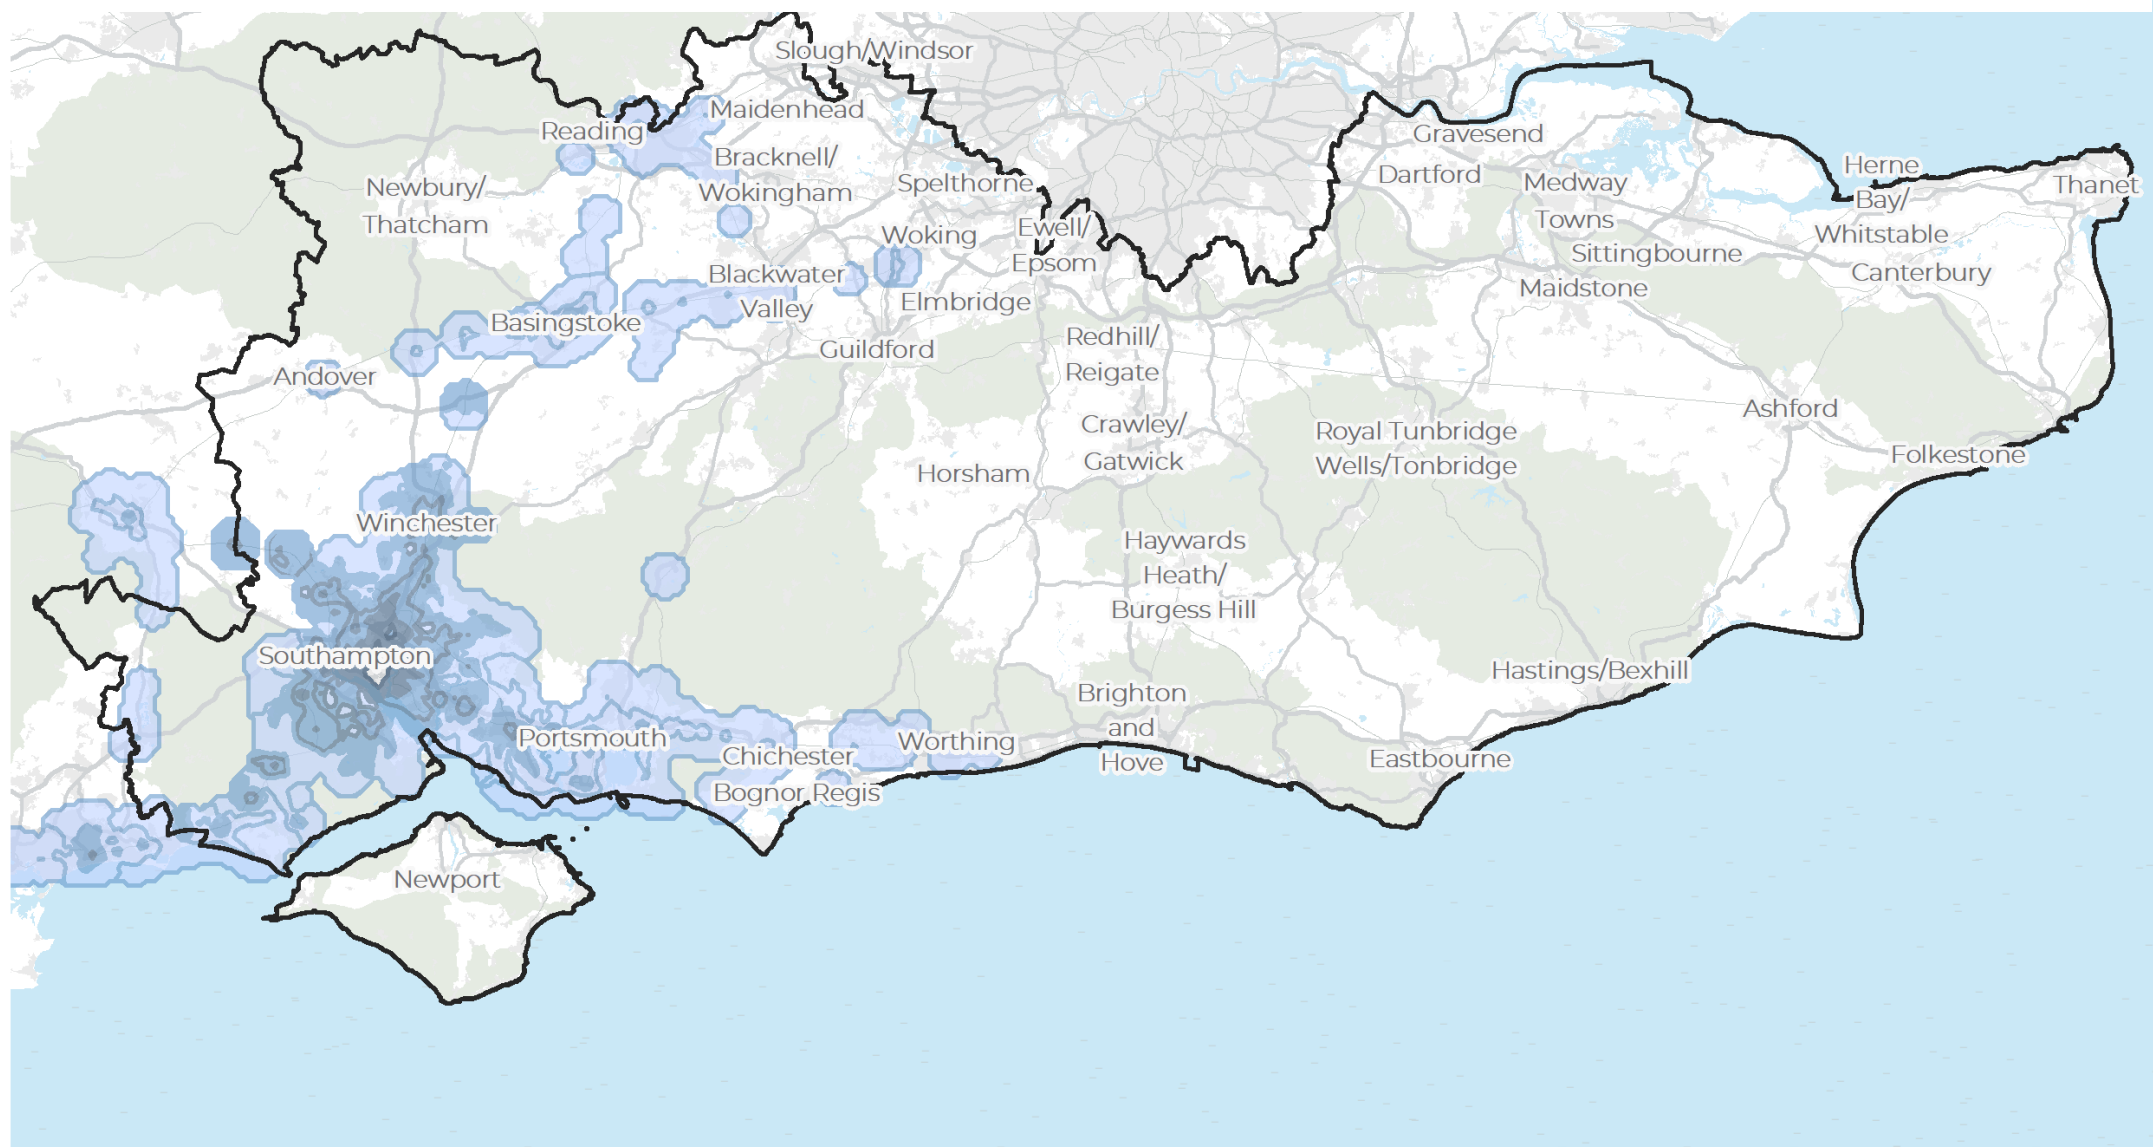 Slough/Windsor
Maidenhead
Reading
Gravesend
Bracknell/
Wokingham
Herne
Bay/
Whitstable
Thanet
Dartford
Spelthorne
Medway
Towns
Newbury/
Thatcham
Woking
Ewell/
Epsom
Sittingbourne
Canterbury
Blackwater
Valley
Elmbridge
Maidstone
Basingstoke
Redhill/
Reigate
Guildford
Andover
Ashford
Crawley/
Gatwick
Royal Tunbridge
Wells/Tonbridge
Folkestone
Horsham
Winchester
Haywards
Heath/
Burgess Hill
Southampton
Hastings/Bexhill
Brighton
and
Hove
Portsmouth
Worthing
Chichester
Eastbourne
Bognor Regis
Newport